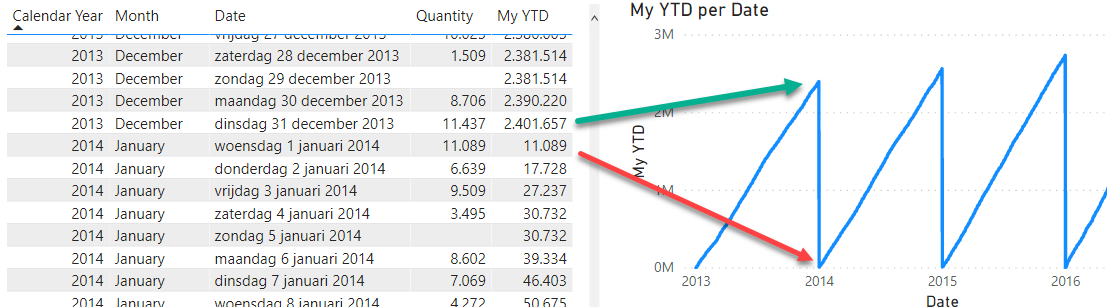 Calendar Year Month Date Quantity My YTD
2013 December vrijdag 27 december 2013 10.025 2.380.005
2013 December zaterdag 28 december 2013 1.509 2.381.514
2013 December zondag 29 december 2013 2.381.514
2013 December maandag 30 december 2013 8.706 2.390.220
2013 December dinsdag 31 december 2013 11.437 2.401.657
2014 January woensdag 1 januari 2014 11.089 11.089
2014 January donderdag 2 januari 2014 6.639 17.728
2014 January vrijdag 3 januari 2014 9.509 27.237
2014 January zaterdag 4 januari 2014 3.495 30.732
2014 January zondag 5 januari 2014 30.732
2014 January maandag 6 januari 2014 8.602 39.334
2014 January dinsdag 7 januari 2014 7.069 46.403
2014 January woensdag 8 januari 2014 4.272 50.675
My YTD per Date
3M
2M
1M
0M
My YTD
2013 2014 2015 2016
Date